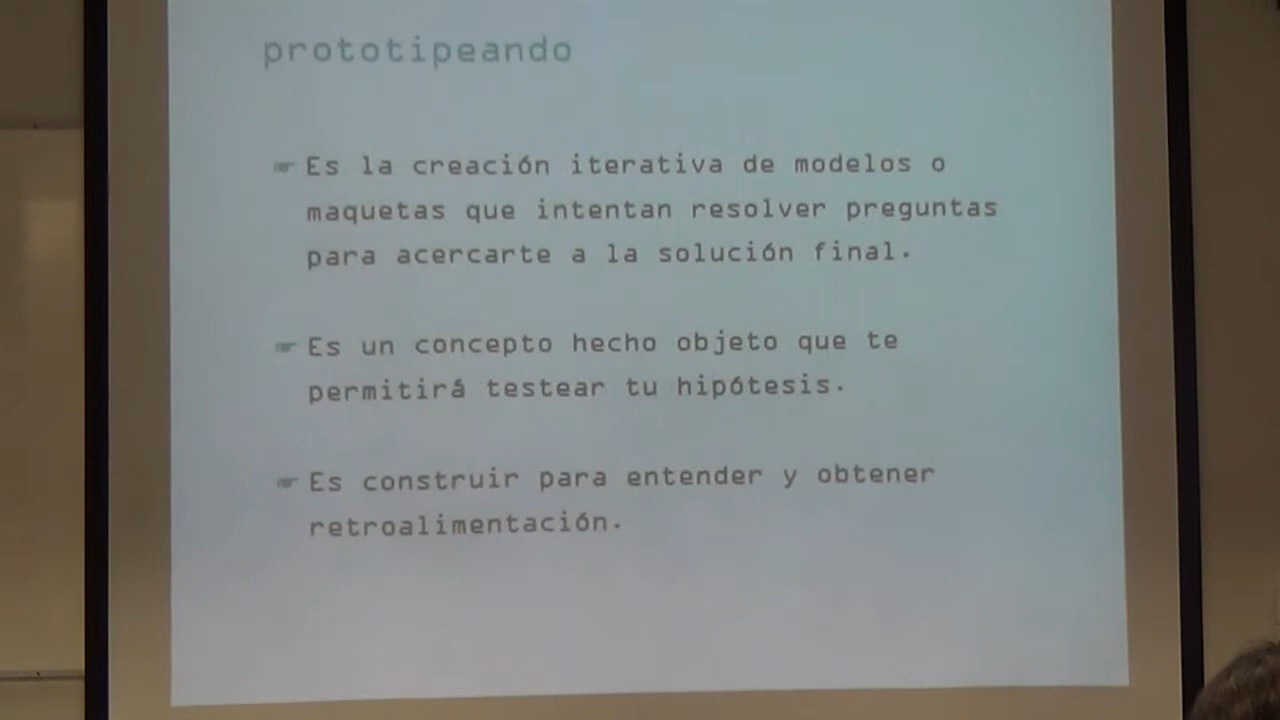 prototipeando
☛ Es la creación iterativa de modelos o
maquetas que intentan resolver preguntas
para acercarte a la solución final.
☛ Es un concepto hecho objeto que te
permitirá testear tu hipótesis.
☛ Es construir para entender y obtener
retroalimentación.